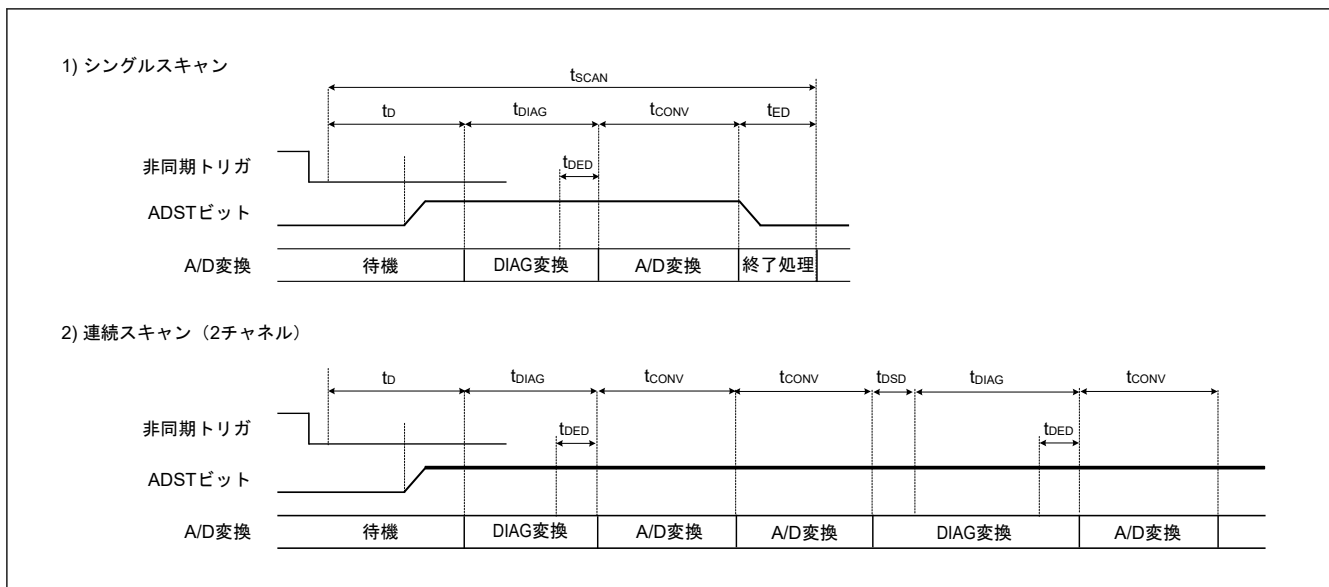 1) シングルスキャン
tSCAN
tD tDIAG tCONV tED
非同期トリガ
tDED
ADSTビット
A/D変換 待機 DIAG変換 A/D変換 終了処理
2) 連続スキャン（2チャネル）
tD tDIAG tCONV tCONV tDSD tDIAG tCONV
非同期トリガ
tDED tDED
ADSTビット
A/D変換 待機 DIAG変換 A/D変換 A/D変換 DIAG変換 A/D変換